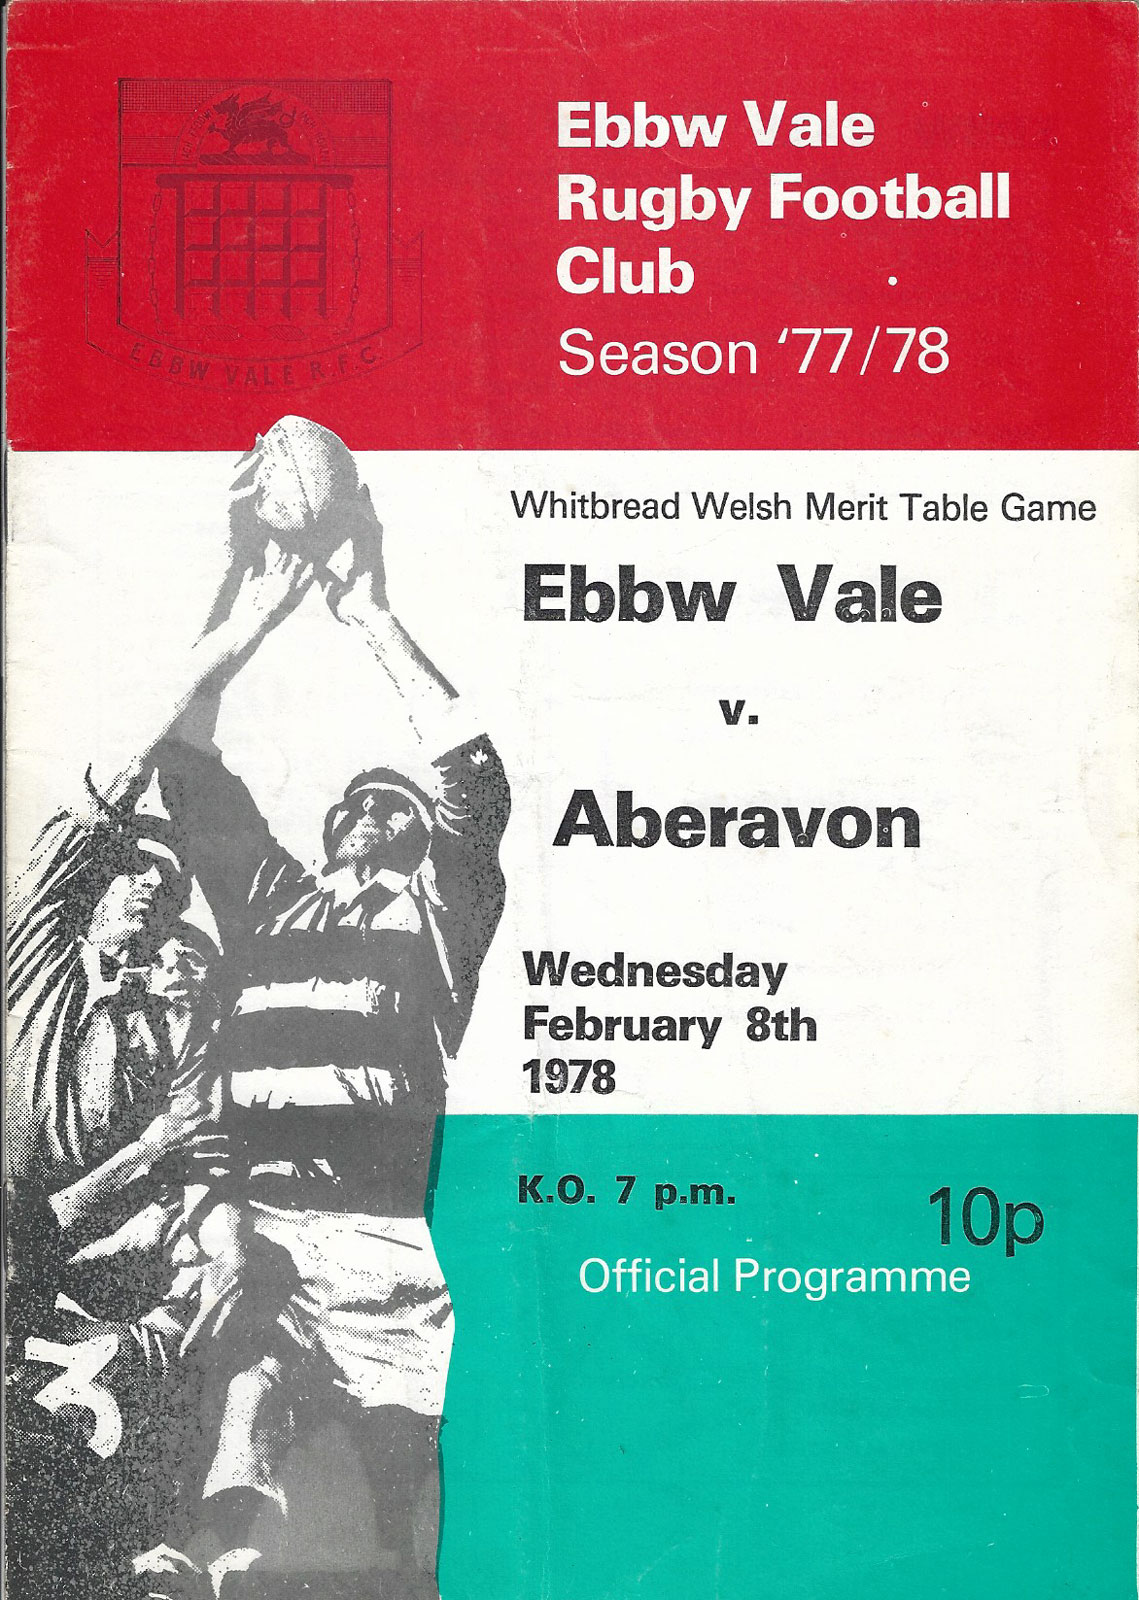 Ebbw Vale
Rugby Football
Club
Season '77/78
EBBW VALE R.F.C.
Whitbread Welsh Merit Table Game
Ebbw Vale
v.
Aberavon
Wednesday
February 8th
1978
K.O. 7 p.m.
10p
Official Programme